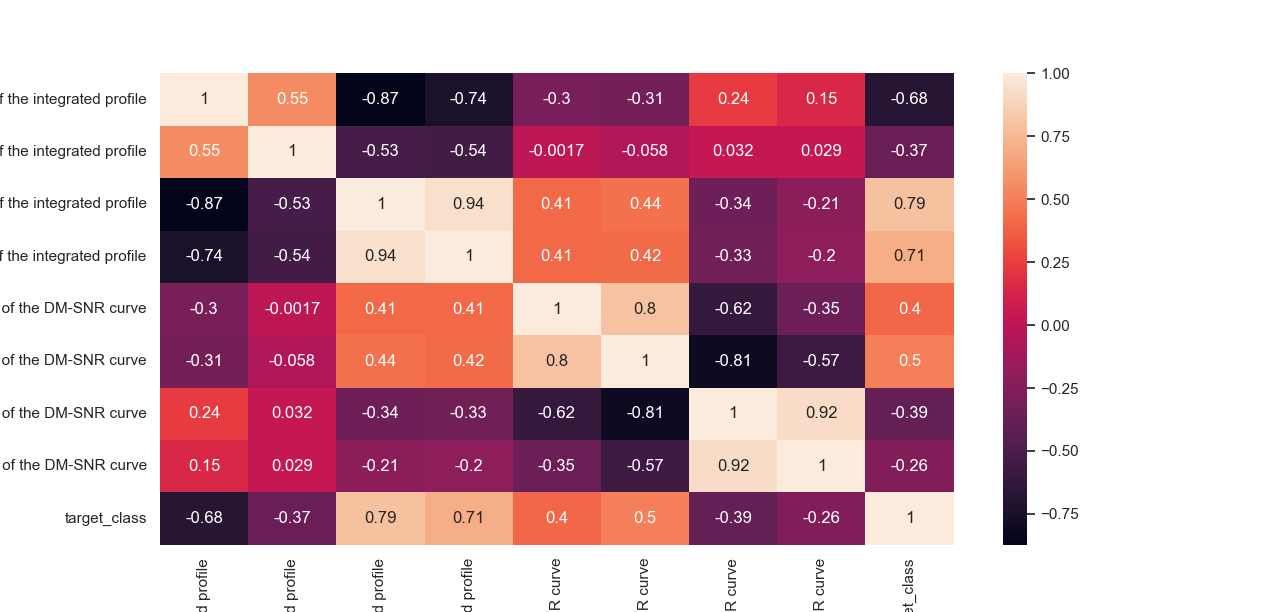 of the integrated profile 1 0.55 -0.87 -0.74 -0.3 -0.31 0.24 0.15 -0.68
of the integrated profile 0.55 1 -0.53 -0.54 -0.0017 -0.058 0.032 0.029 -0.37
of the integrated profile -0.87 -0.53 1 0.94 0.41 0.44 -0.34 -0.21 0.79
of the integrated profile -0.74 -0.54 0.94 1 0.41 0.42 -0.33 -0.2 0.71
of the DM-SNR curve -0.3 -0.0017 0.41 0.41 1 0.8 -0.62 -0.35 0.4
of the DM-SNR curve -0.31 -0.058 0.44 0.42 0.8 1 -0.81 -0.57 0.5
of the DM-SNR curve 0.24 0.032 -0.34 -0.33 -0.62 -0.81 1 0.92 -0.39
of the DM-SNR curve 0.15 0.029 -0.21 -0.2 -0.35 -0.57 0.92 1 -0.26
target_class -0.68 -0.37 0.79 0.71 0.4 0.5 -0.39 -0.26 1
d profile
d profile
d profile
d profile
R curve
R curve
R curve
R curve
et_class
1.00
0.75
0.50
0.25
0.00
−0.25
−0.50
−0.75